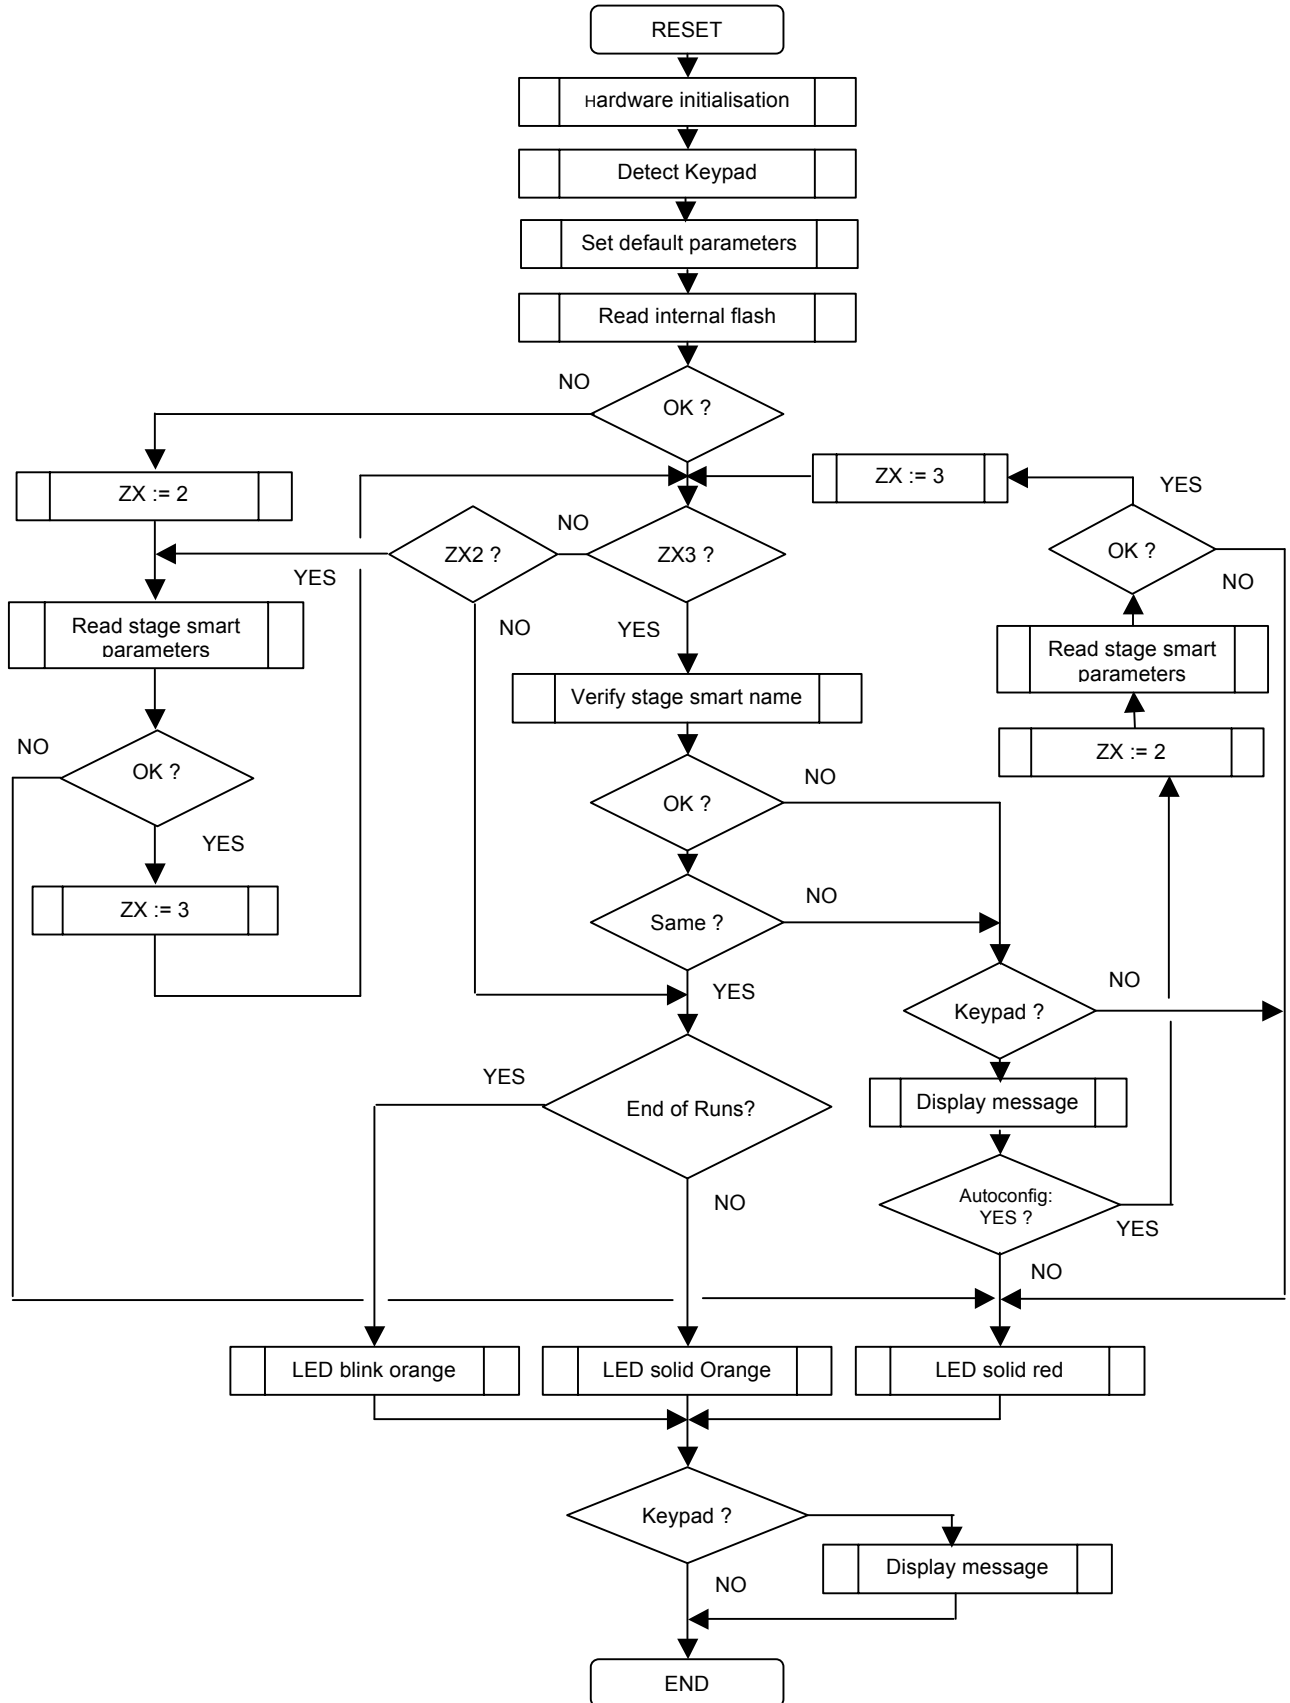 RESET
Hardware initialisation
Detect Keypad
Set default parameters
Read internal flash
NO
OK ?
ZX := 2
ZX := 3
YES
NO
ZX2 ?
ZX3 ?
OK ?
YES
NO
NO
YES
Read stage smart
parameters
Read stage smart
parameters
Verify stage smart name
NO
OK ?
ZX := 2
NO
OK ?
YES
NO
ZX := 3
Same ?
YES
NO
Keypad ?
YES
End of Runs?
Display message
NO
Autoconfig:
YES ?
YES
NO
LED blink orange
LED solid Orange
LED solid red
Keypad ?
Display message
NO
END